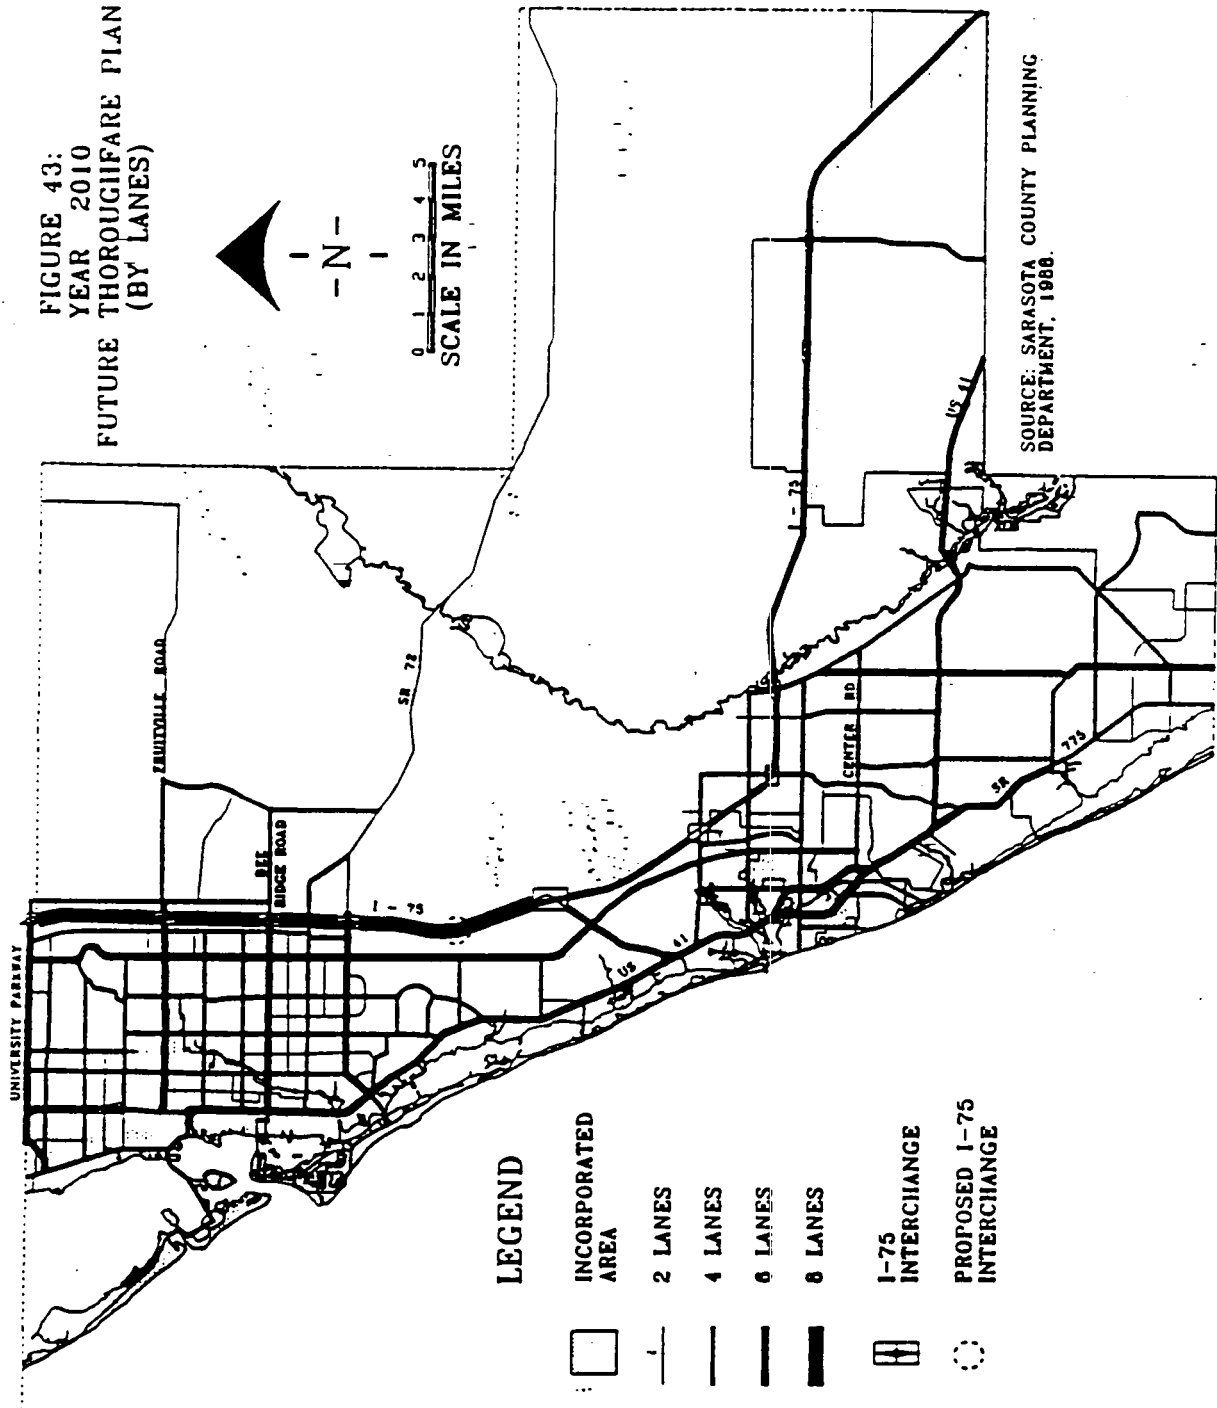 FIGURE 43:
YEAR 2010
FUTURE THOROUGHFARE PLAN
(BY LANES)
-N-
0 1 2 3 4 5
SCALE IN MILES
UNIVERSITY PARKWAY
FRUITVILLE ROAD
BEE
RIDGE ROAD
I - 75
SR 72
US 41
I - 75
CENTER RD
US 41
SR 775
SOURCE: SARASOTA COUNTY PLANNING
DEPARTMENT, 1988.
LEGEND
INCORPORATED
AREA
2 LANES
4 LANES
6 LANES
8 LANES
I-75
INTERCHANGE
PROPOSED I-75
INTERCHANGE